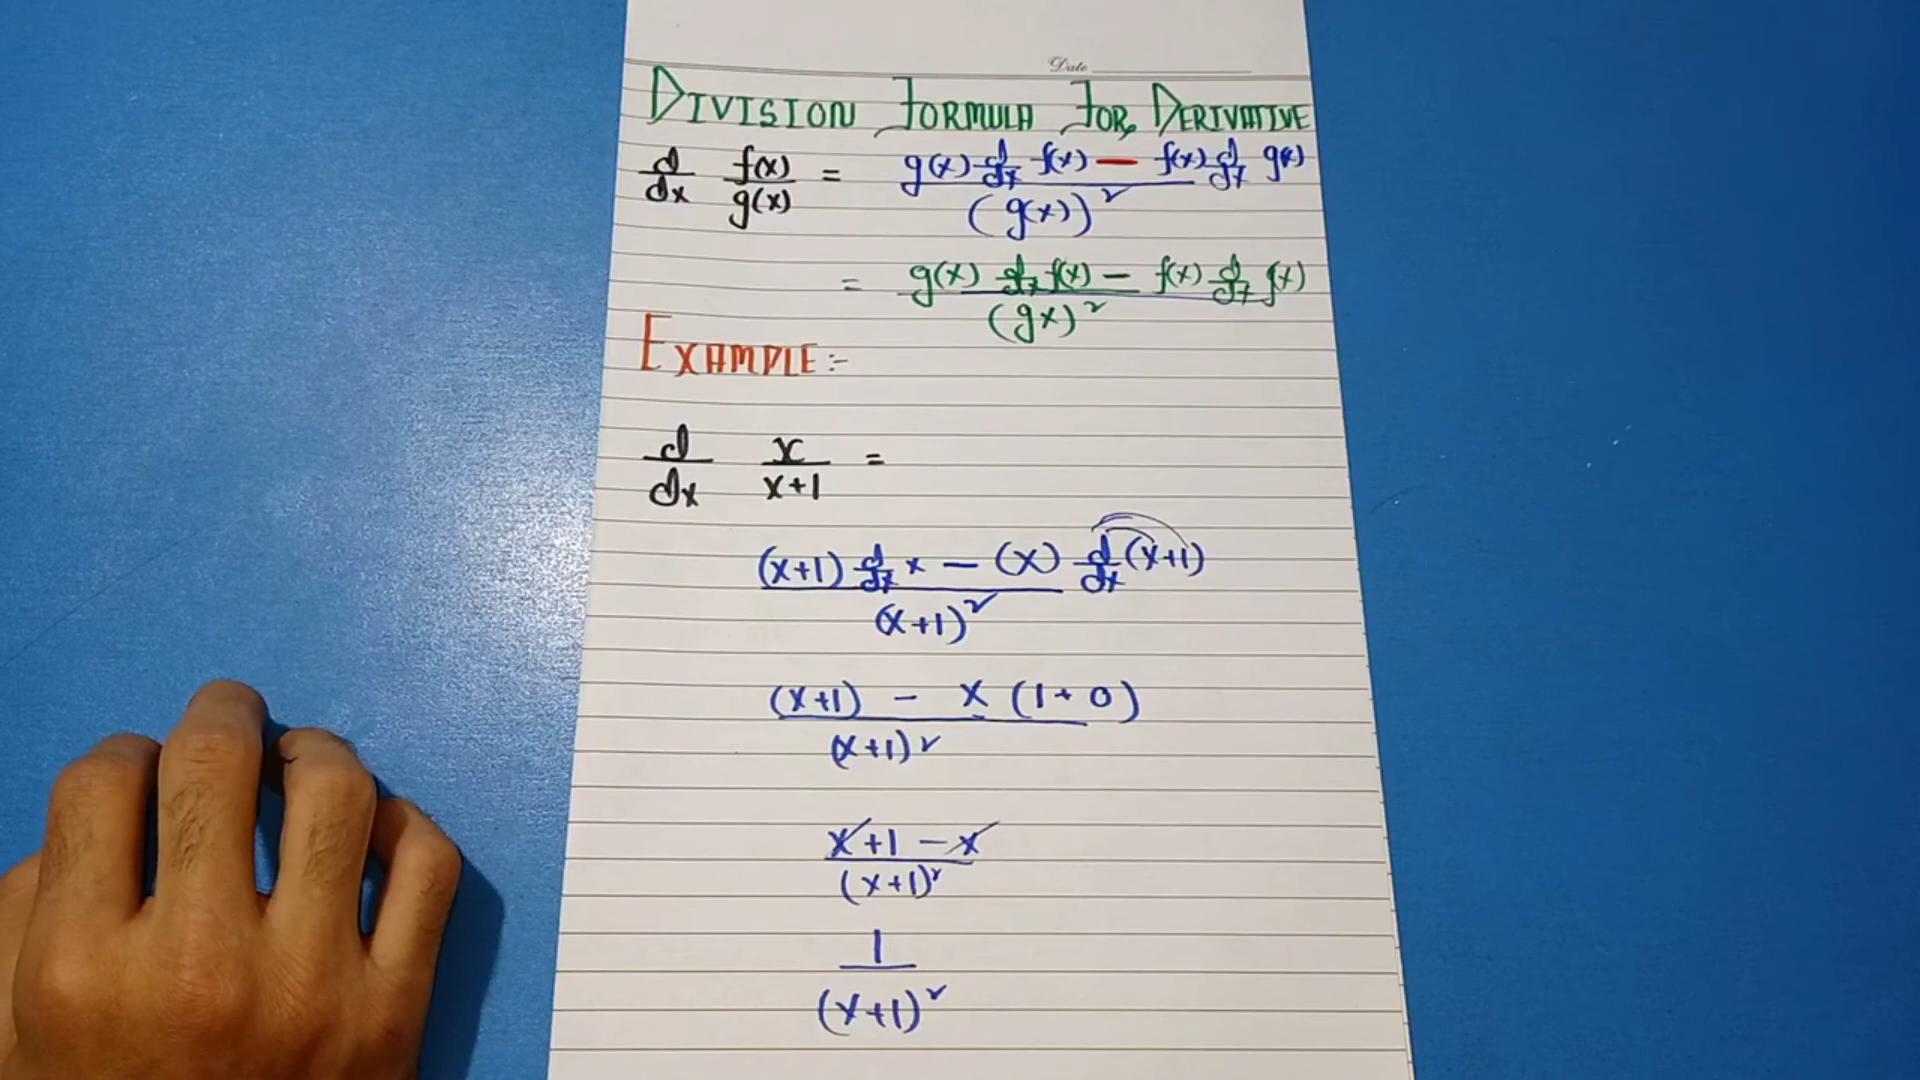 Date
DIVISION FORMULA FOR DERIVATIVE
d/dx f(x)/g(x) = g(x) d/dx f(x) — f(x) d/dx g(x) / (g(x))²
= g(x) d/dx f(x) — f(x) d/dx f(x) / (gx)²
EXAMPLE:-
d/dx x/x+1 =
(x+1) d/dx x — (x) d/dx (x+1) / (x+1)²
(x+1) - x (1+0) / (x+1)²
x+1 - x / (x+1)²
1 / (x+1)²